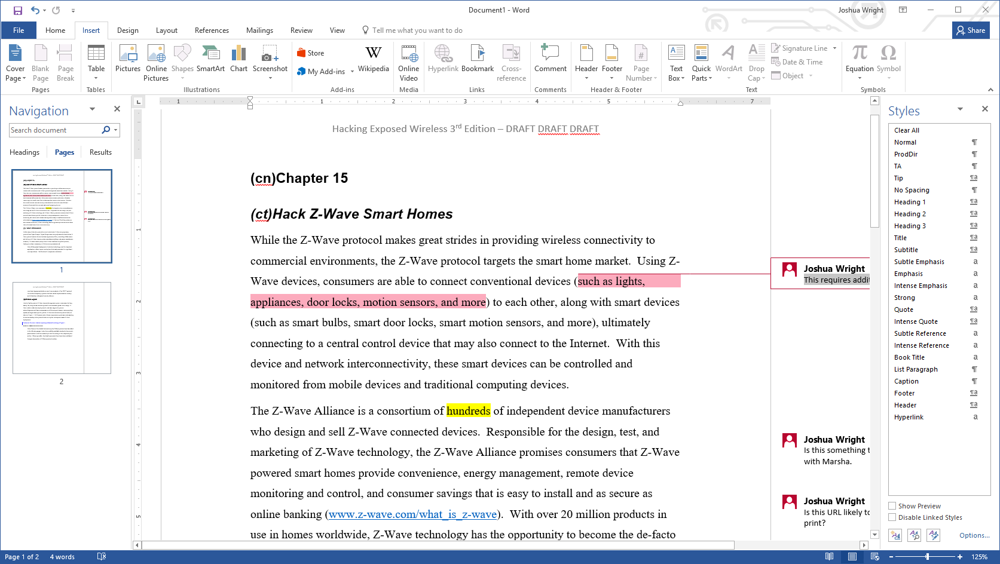 Document1 - Word
Joshua Wright
File
Home
Insert
Design
Layout
References
Mailings
Review
View
Tell me what you want to do
Share
Cover Page
Blank Page
Page Break
Pages
Table
Tables
Pictures
Online Pictures
Shapes
SmartArt
Chart
Screenshot
Illustrations
Store
My Add-ins
Wikipedia
Add-ins
Online Video
Media
Hyperlink
Bookmark
Cross-reference
Links
Comment
Comments
Header
Footer
Page Number
Header & Footer
Text Box
Quick Parts
WordArt
Drop Cap
Signature Line
Date & Time
Object
Text
Equation
Symbol
Symbols
Navigation
Search document
Headings
Pages
Results
1
2
1 1 2 3 4 5 7
1
2
3
4
5
Hacking Exposed Wireless 3rd Edition – DRAFT DRAFT DRAFT
(cn)Chapter 15
(ct)Hack Z-Wave Smart Homes
While the Z-Wave protocol makes great strides in providing wireless connectivity to
commercial environments, the Z-Wave protocol targets the smart home market.  Using Z-
Wave devices, consumers are able to connect conventional devices (such as lights,
appliances, door locks, motion sensors, and more) to each other, along with smart devices
(such as smart bulbs, smart door locks, smart motion sensors, and more), ultimately
connecting to a central control device that may also connect to the Internet.  With this
device and network interconnectivity, these smart devices can be controlled and
monitored from mobile devices and traditional computing devices.
The Z-Wave Alliance is a consortium of hundreds of independent device manufacturers
who design and sell Z-Wave connected devices.  Responsible for the design, test, and
marketing of Z-Wave technology, the Z-Wave Alliance promises consumers that Z-Wave
powered smart homes provide convenience, energy management, remote device
monitoring and control, and consumer savings that is easy to install and as secure as
online banking (www.z-wave.com/what_is_z-wave).  With over 20 million products in
use in homes worldwide, Z-Wave technology has the opportunity to become the de-facto
Joshua Wright
This requires addit
Joshua Wright
Is this something t
with Marsha.
Joshua Wright
Is this URL likely to
print?
Styles
Clear All
Normal ¶
ProdDir ¶
TA ¶
Tip ¶a
No Spacing ¶
Heading 1 ¶a
Heading 2 ¶a
Heading 3 ¶a
Title ¶a
Subtitle ¶a
Subtle Emphasis a
Emphasis a
Intense Emphasis a
Strong a
Quote ¶a
Intense Quote ¶a
Subtle Reference a
Intense Reference a
Book Title a
List Paragraph ¶
Caption ¶
Footer ¶a
Header ¶a
Hyperlink a
Show Preview
Disable Linked Styles
Options...
Page 1 of 2
4 words
125%